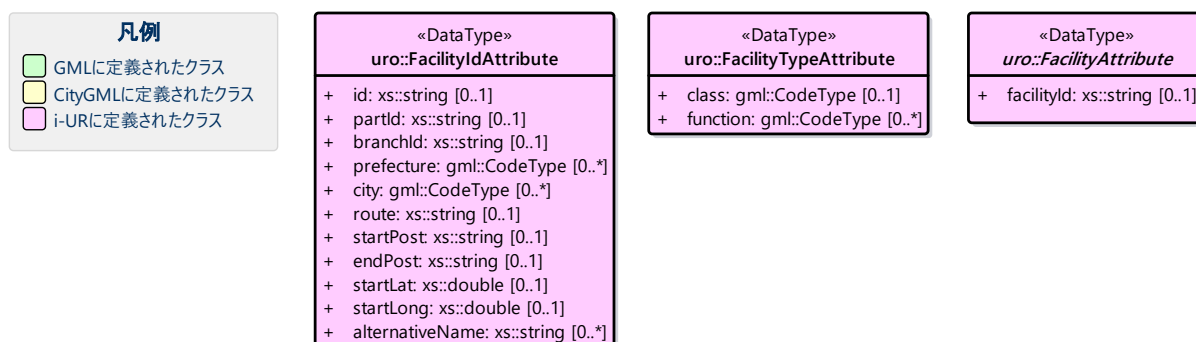 凡例
GMLに定義されたクラス
CityGMLに定義されたクラス
i-URに定義されたクラス
«DataType»
uro::FacilityIdAttribute
+ id: xs::string [0..1]
+ partId: xs::string [0..1]
+ branchId: xs::string [0..1]
+ prefecture: gml::CodeType [0..*]
+ city: gml::CodeType [0..*]
+ route: xs::string [0..1]
+ startPost: xs::string [0..1]
+ endPost: xs::string [0..1]
+ startLat: xs::double [0..1]
+ startLong: xs::double [0..1]
+ alternativeName: xs::string [0..*]
«DataType»
uro::FacilityTypeAttribute
+ class: gml::CodeType [0..1]
+ function: gml::CodeType [0..*]
«DataType»
uro::FacilityAttribute
+ facilityId: xs::string [0..1]